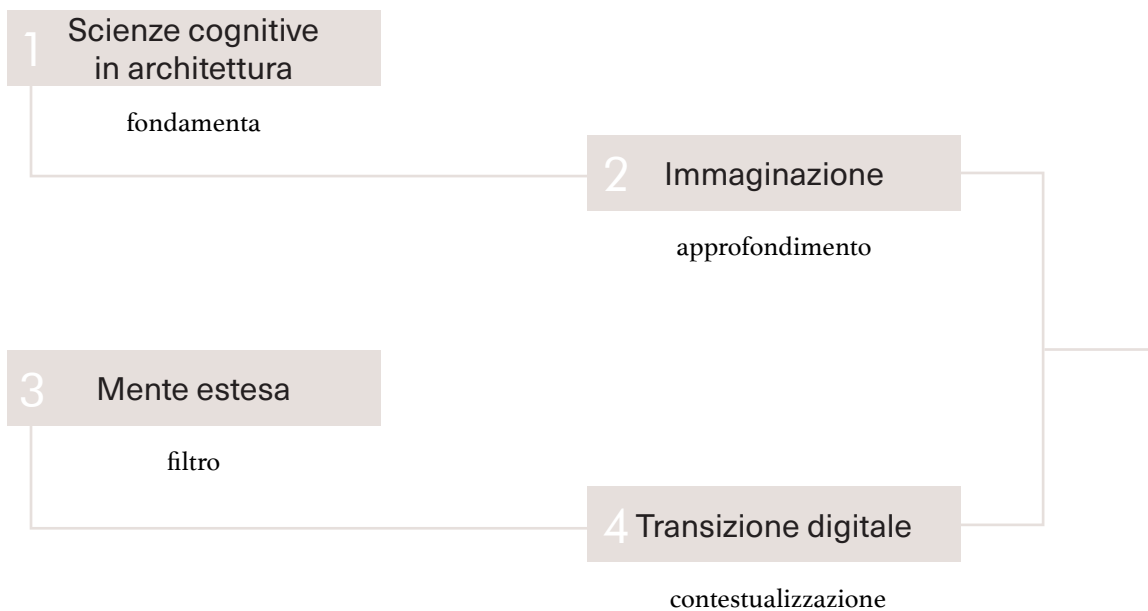 1 Scienze cognitive
in architettura
fondamenta
2 Immaginazione
approfondimento
3 Mente estesa
filtro
4 Transizione digitale
contestualizzazione